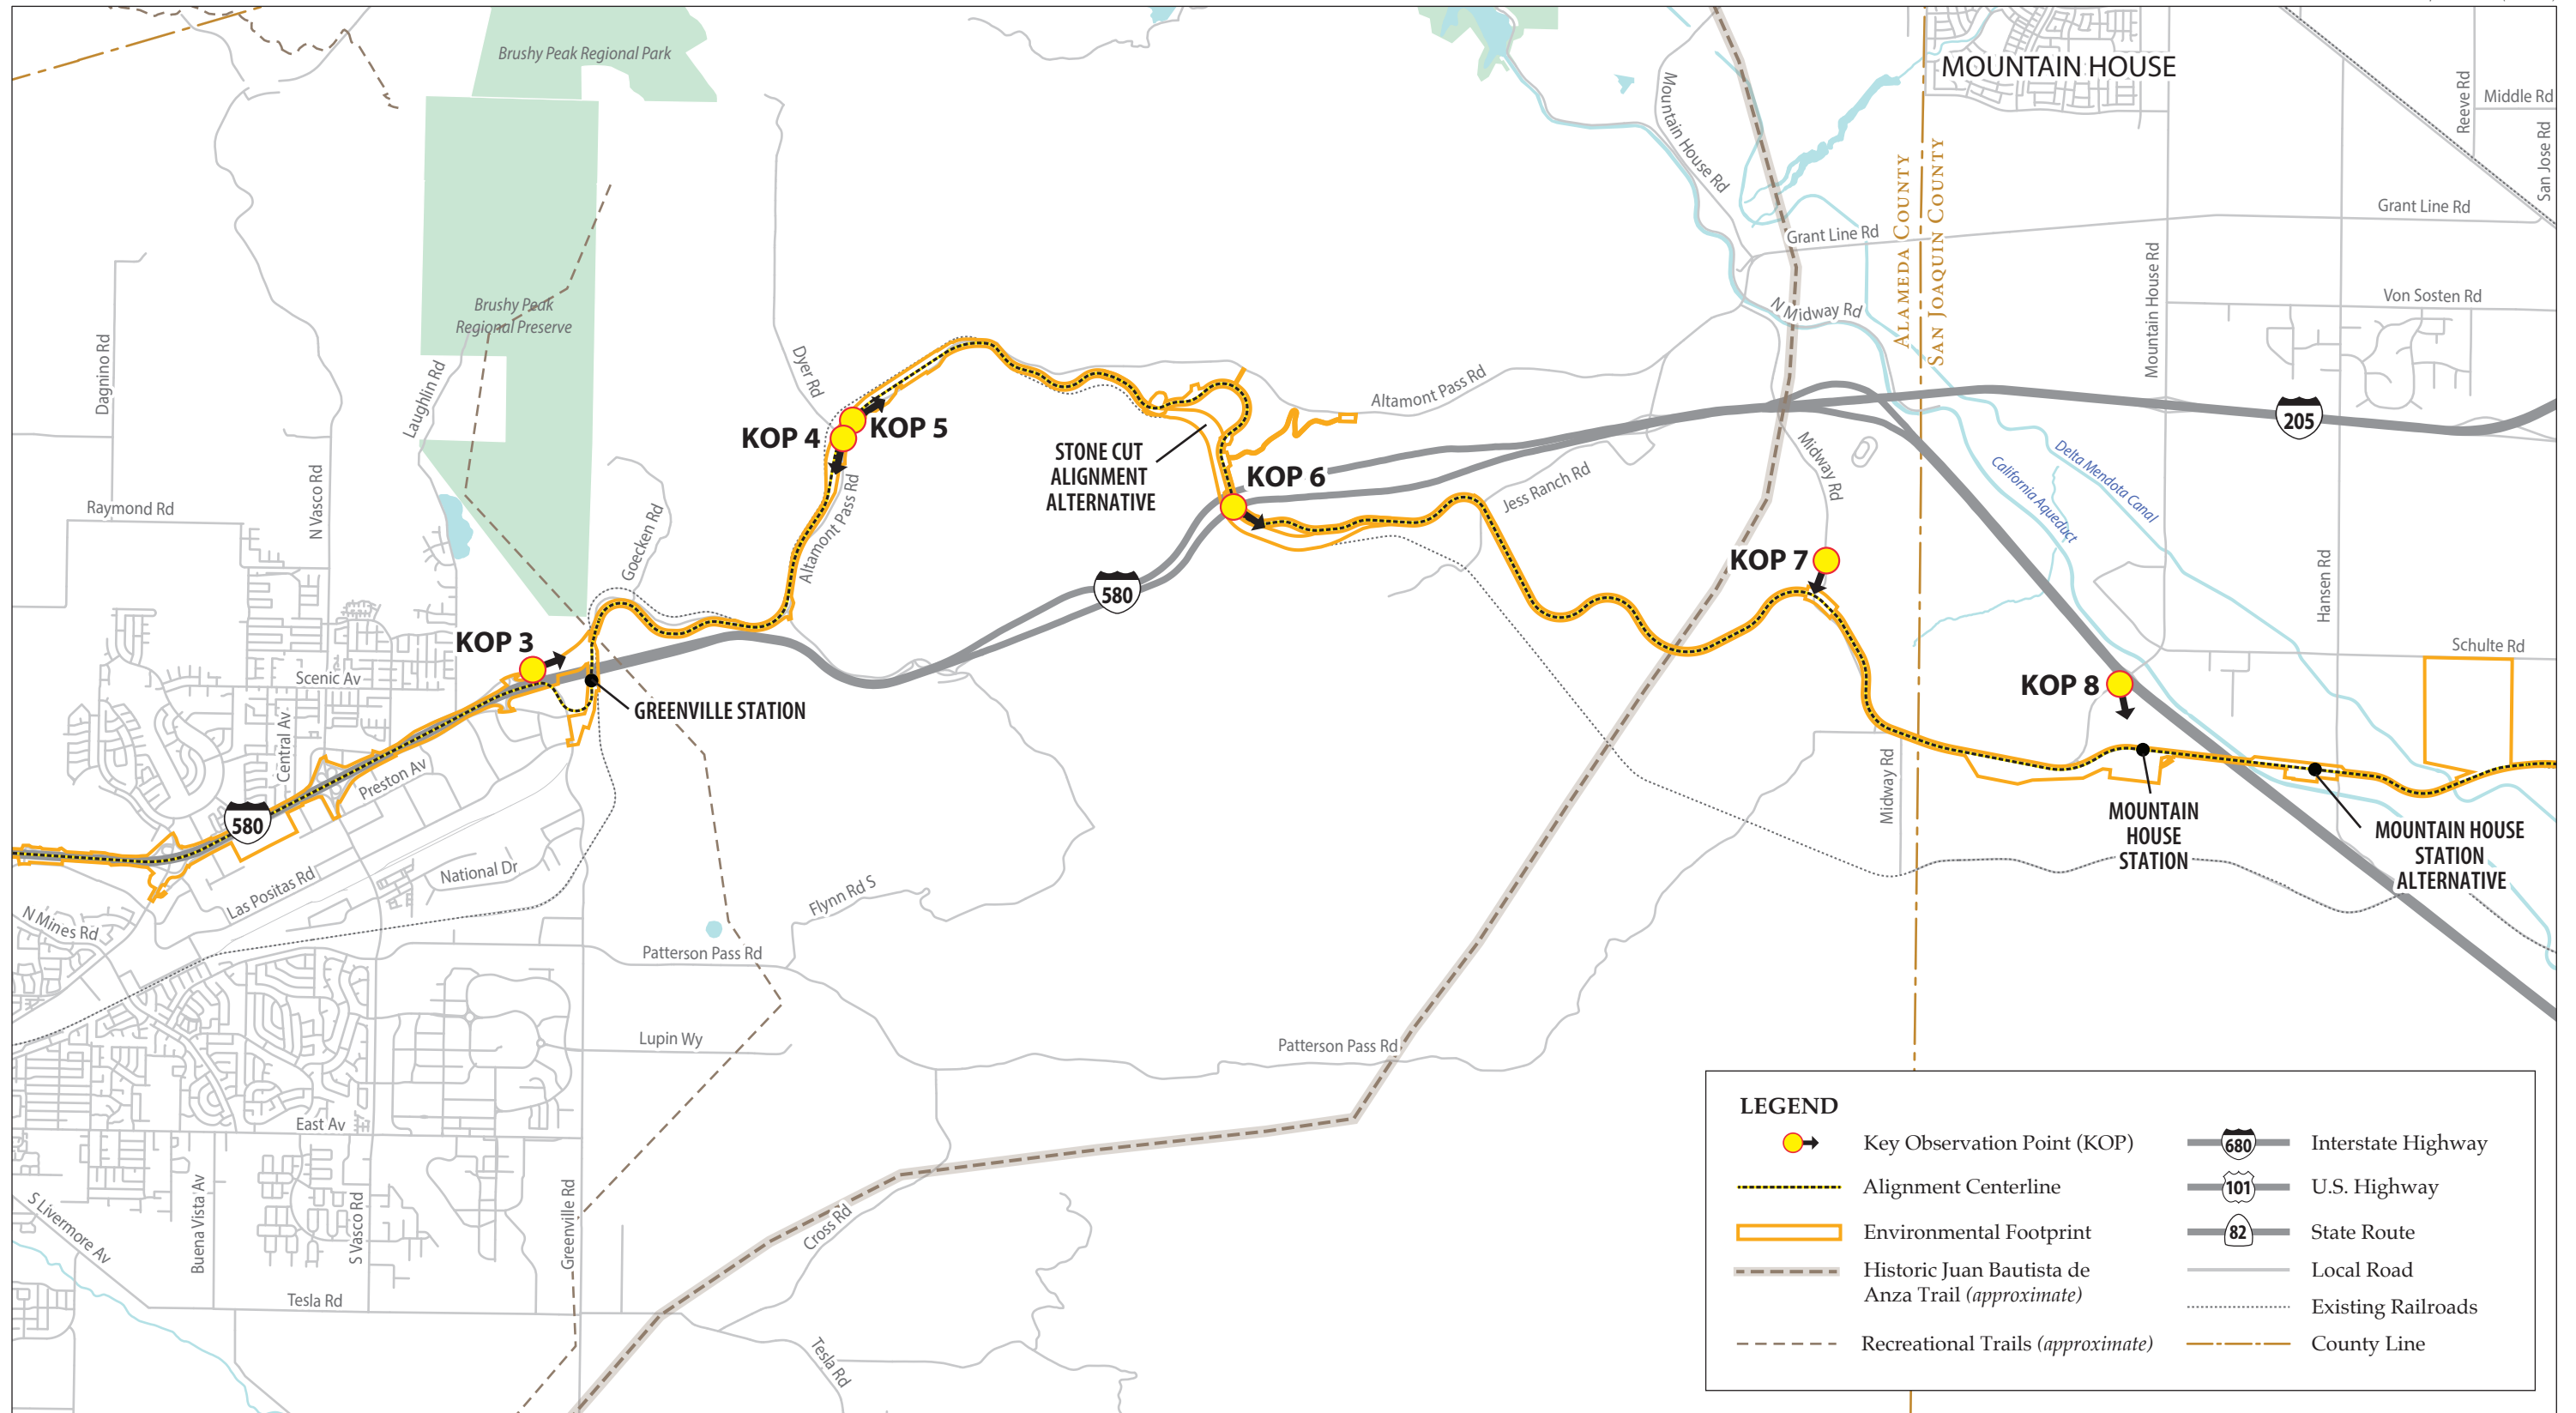 Brushy Peak Regional Park
MOUNTAIN HOUSE
Reeve Rd
Middle Rd
San Jose Rd
Mountain House Rd
ALAMEDA COUNTY
SAN JOAQUIN COUNTY
Grant Line Rd
Grant Line Rd
Mountain House Rd
Brushy Peak
Regional Preserve
N Midway Rd
Von Sosten Rd
Dagnino Rd
Laughlin Rd
Dyer Rd
Altamont Pass Rd
205
KOP 4
KOP 5
STONE CUT
ALIGNMENT
ALTERNATIVE
KOP 6
Midway Rd
Delta Mendota Canal
California Aqueduct
Jess Ranch Rd
N Vasco Rd
Raymond Rd
Goecken Rd
Altamont Pass Rd
580
KOP 7
Hansen Rd
KOP 3
Schulte Rd
Scenic Av
KOP 8
GREENVILLE STATION
Central Av
Preston Av
Midway Rd
580
MOUNTAIN
HOUSE
STATION
MOUNTAIN HOUSE
STATION
ALTERNATIVE
Las Positas Rd
National Dr
Flynn Rd S
N Mines Rd
Patterson Pass Rd
Lupin Wy
Patterson Pass Rd
East Av
S Livermore Av
Buena Vista Av
S Vasco Rd
Greenville Rd
Cross Rd
Tesla Rd
Tesla Rd
LEGEND
Key Observation Point (KOP)
Alignment Centerline
Environmental Footprint
Historic Juan Bautista de
Anza Trail (approximate)
Recreational Trails (approximate)
680
Interstate Highway
101
U.S. Highway
82
State Route
Local Road
Existing Railroads
County Line